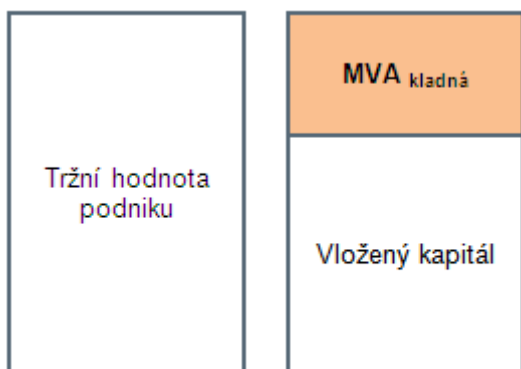 Tržní hodnota
podniku
MVA kladná
Vložený kapitál